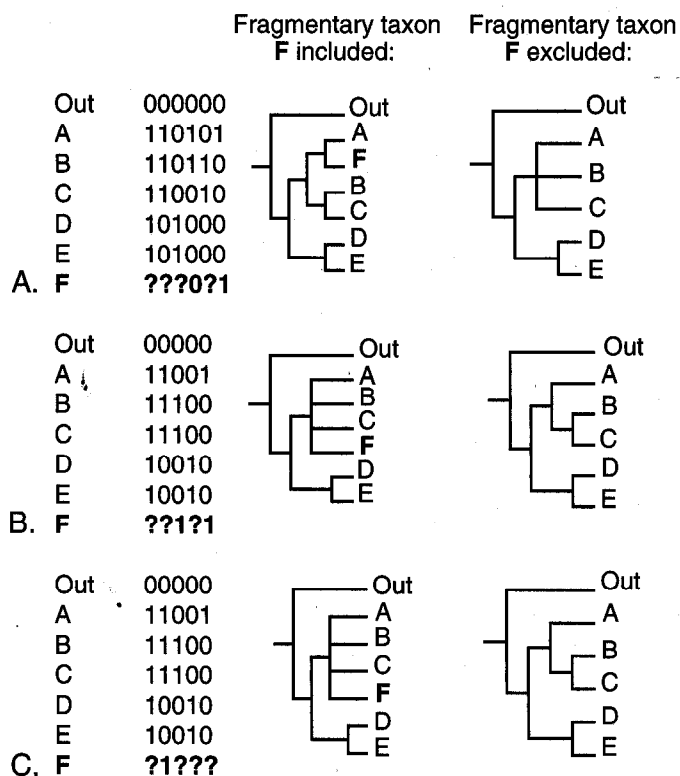 Fragmentary taxon Fragmentary taxon
F included: F excluded:
Out 000000 Out Out
A 110101 A A
B 110110 F B
C 110010 B C
D 101000 C D
E 101000 D E
A. F ???0?1 E
Out 00000 Out Out
A 11001 A A
B 11100 B B
C 11100 C C
D 10010 F D
E 10010 D E
B. F ??1?1 E
Out 00000 Out Out
A 11001 A A
B 11100 B B
C 11100 C C
D 10010 F D
E 10010 D E
C. F ?1??? E